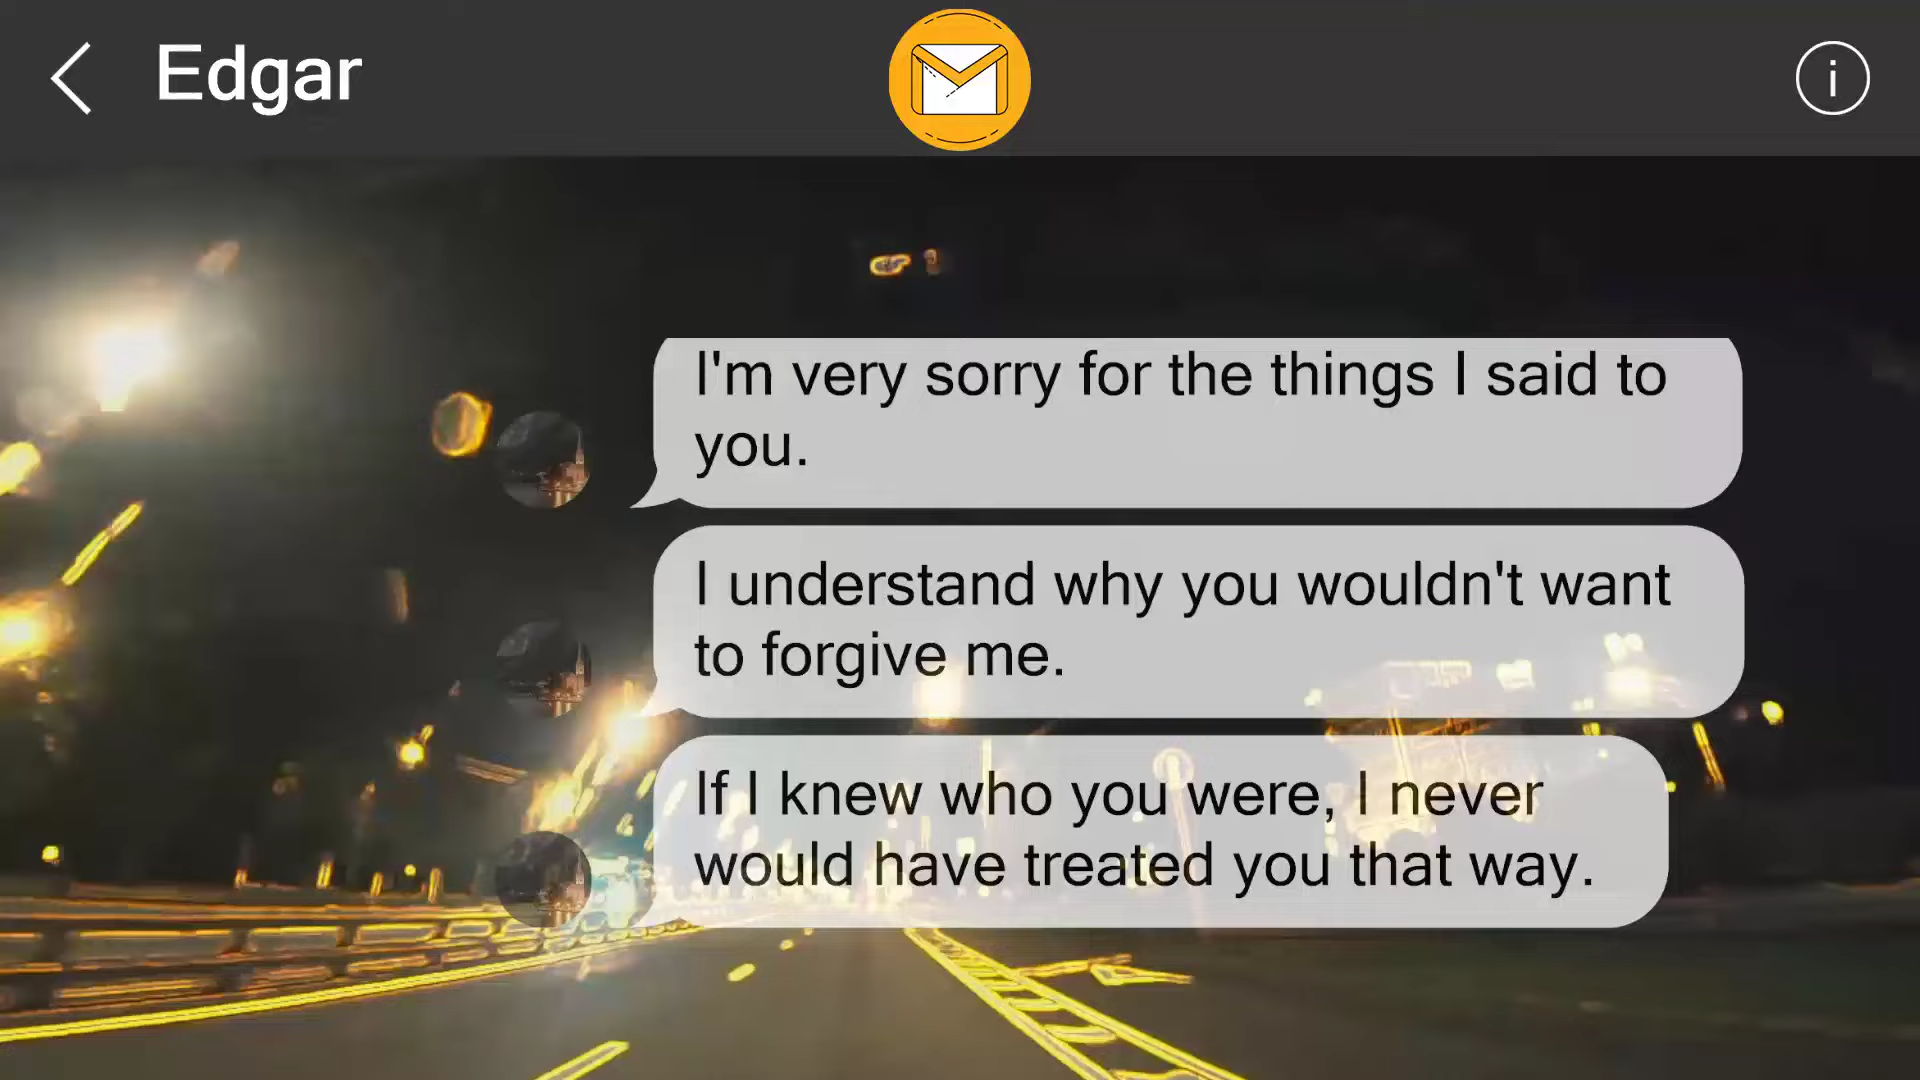 Edgar
i
I'm very sorry for the things I said to
you.
I understand why you wouldn't want
to forgive me.
If I knew who you were, I never
would have treated you that way.